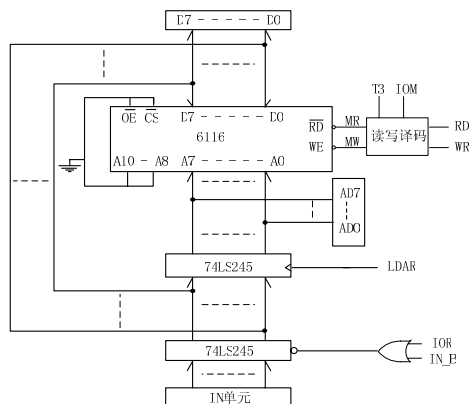 D7 - - - - - D0
T3 IOM
OE CS D7 - - - - - D0 RD MR 读写译码 RD
6116 WE MW WR
A10 - A8 A7 - - - - A0
AD7
AD0
74LS245 LDAR
74LS245 IOR
IN_B
IN单元